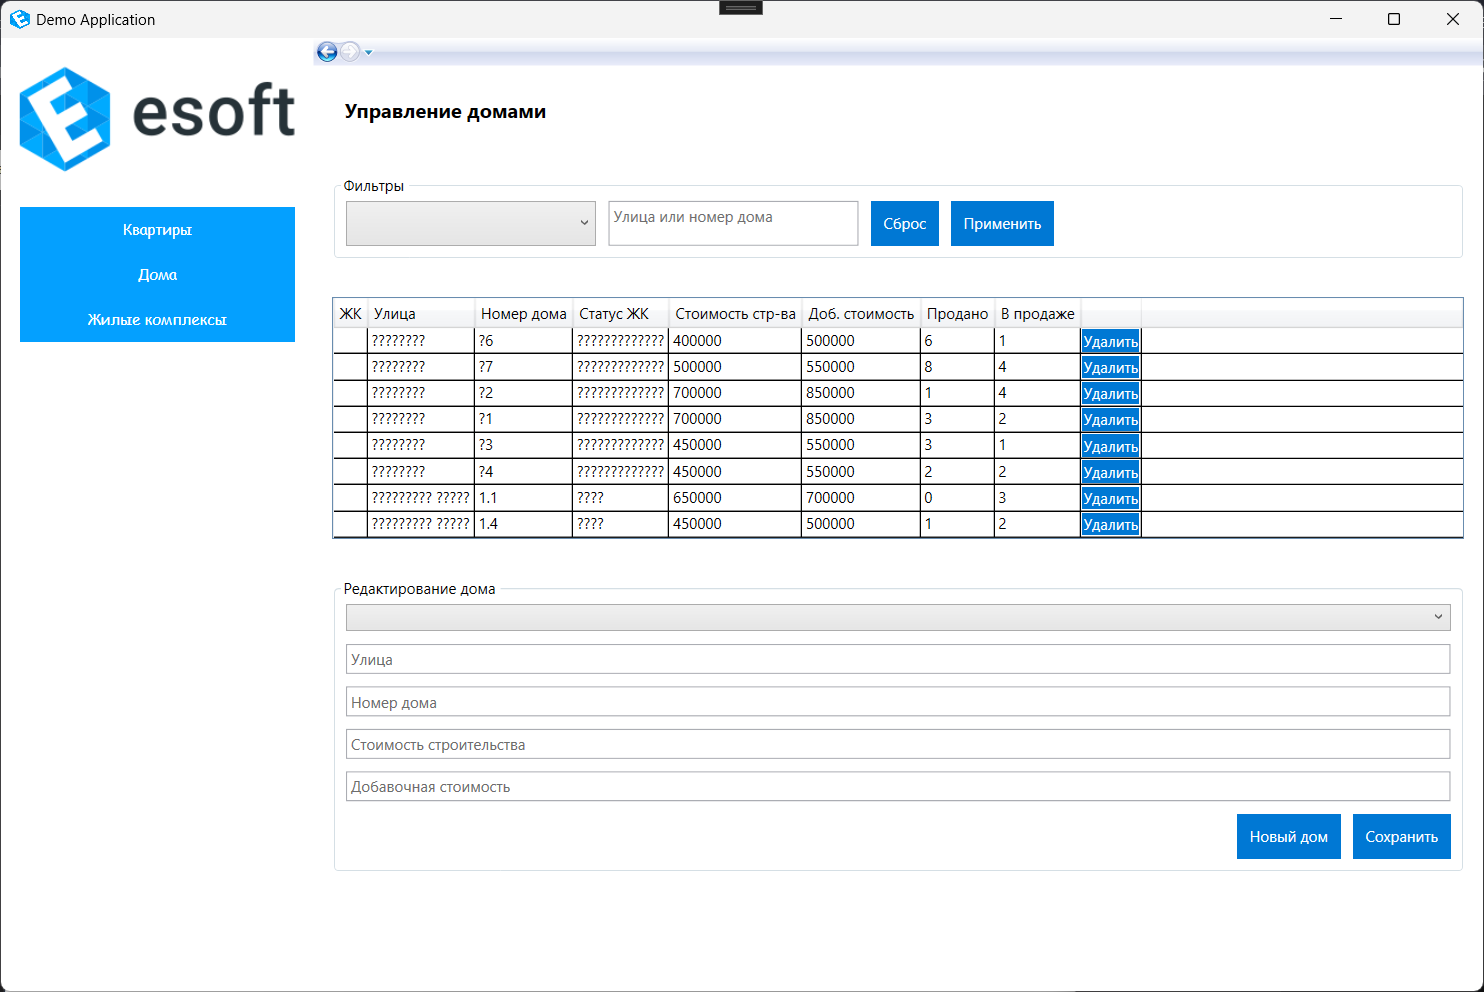 Demo Application
esoft
Квартиры
Дома
Жилые комплексы
Управление домами
Фильтры
Улица или номер дома
Сброс
Применить
ЖК Улица Номер дома Статус ЖК Стоимость стр-ва Доб. стоимость Продано В продаже
???????? ?6 ????????????? 400000 500000 6 1 Удалить
???????? ?7 ????????????? 500000 550000 8 4 Удалить
???????? ?2 ????????????? 700000 850000 1 4 Удалить
???????? ?1 ????????????? 700000 850000 3 2 Удалить
???????? ?3 ????????????? 450000 550000 3 1 Удалить
???????? ?4 ????????????? 450000 550000 2 2 Удалить
????????? ????? 1.1 ???? 650000 700000 0 3 Удалить
????????? ????? 1.4 ???? 450000 500000 1 2 Удалить
Редактирование дома
Улица
Номер дома
Стоимость строительства
Добавочная стоимость
Новый дом
Сохранить